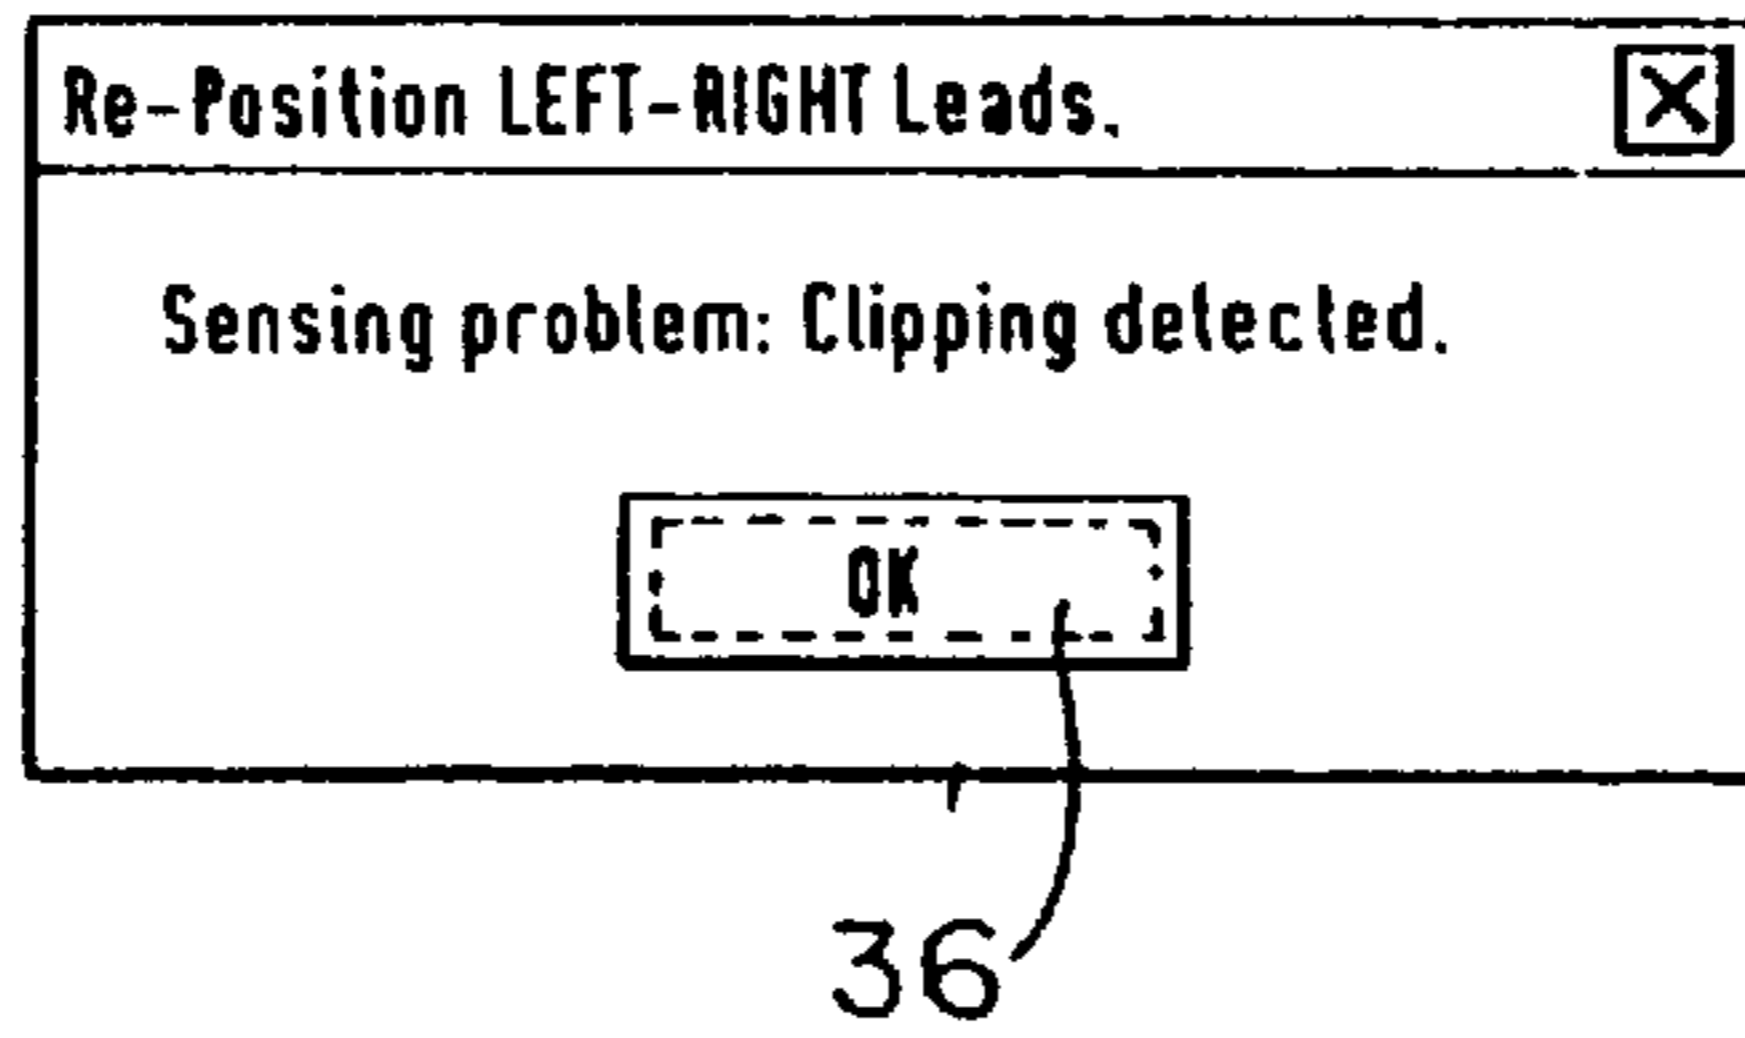 Re-Position LEFT-RIGHT Leads.
Sensing problem: Clipping detected.
OK
36